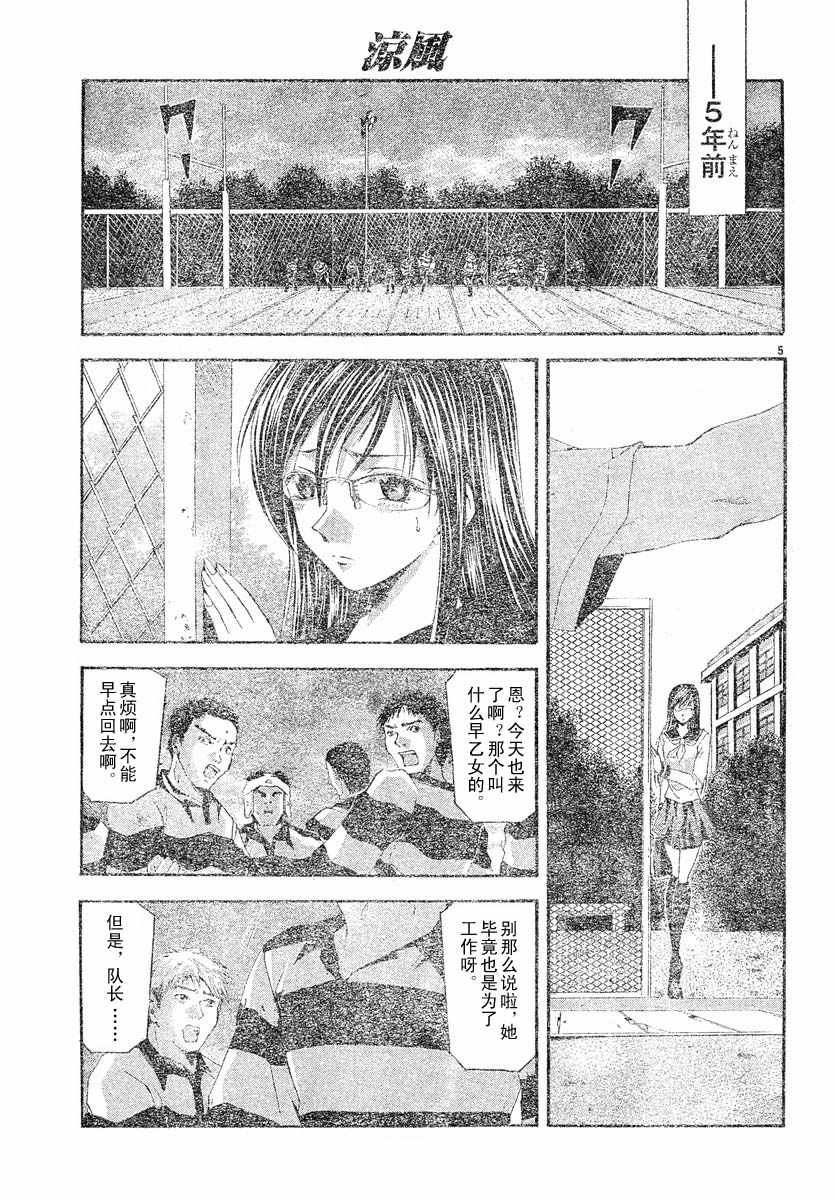 涼風
——5年前
ねんまえ
ワ
ワ
5
恩？今天也来
了啊？那个叫
什么早乙女的。
真烦啊，不能
早点回去啊。
别那么说啦，她
毕竟也是为了
工作呀。
但是，队长
……